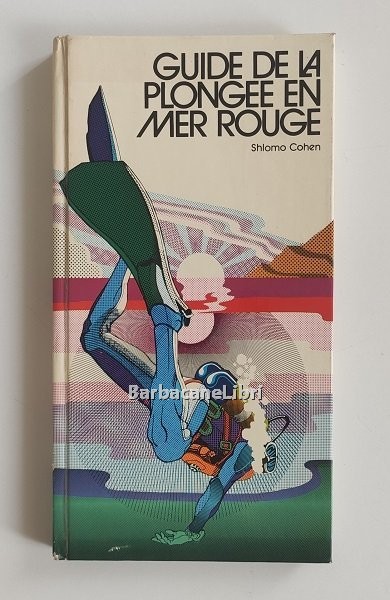 GUIDE DE LA
PLONGEE EN
MER ROUGE
Shlomo Cohen
BarbacaneLibri